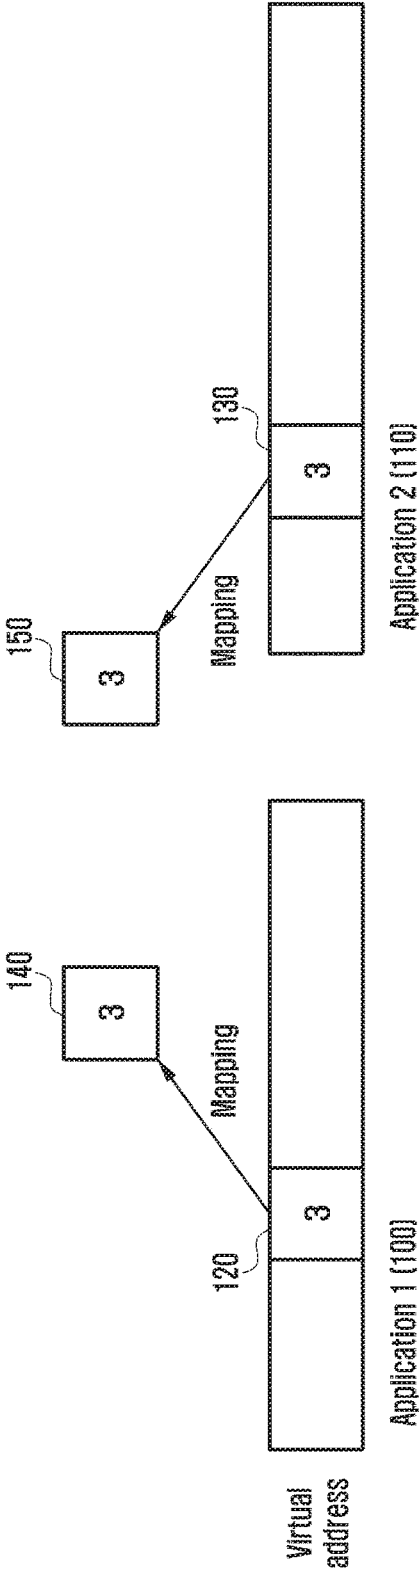 140
3
150
3
Mapping
Mapping
120
130
Virtual
address
3
3
Application 1 (100)
Application 2 (110)